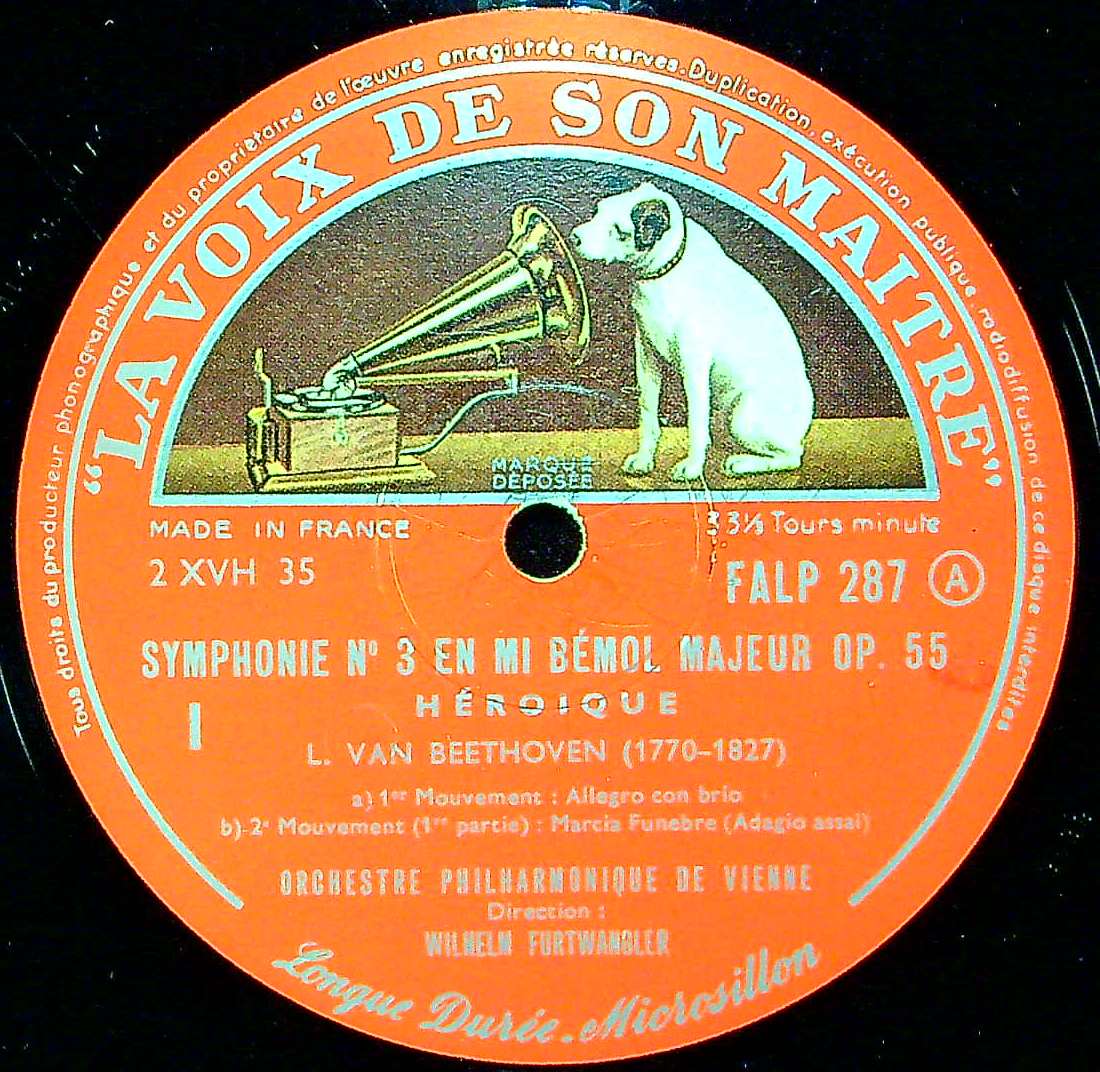 Tous droits du producteur phonographique et du propriétaire de l'œuvre enregistrée réservés. Duplication, exécution publique, radiodiffusion de ce disque interdites
“LA VOIX DE SON MAITRE”
MARQUE
DÉPOSÉE
MADE IN FRANCE
33⅓ Tours minute
2 XVH 35
FALP 287 A
SYMPHONIE Nº 3 EN MI BÉMOL MAJEUR OP. 55
HÉROIQUE
I
L. VAN BEETHOVEN (1770-1827)
a) 1er Mouvement : Allegro con brio
b) 2e Mouvement (1re partie) : Marcia Funebre (Adagio assai)
ORCHESTRE PHILHARMONIQUE DE VIENNE
Direction :
WILHELM FURTWANGLER
Longue Durée - Microsillon